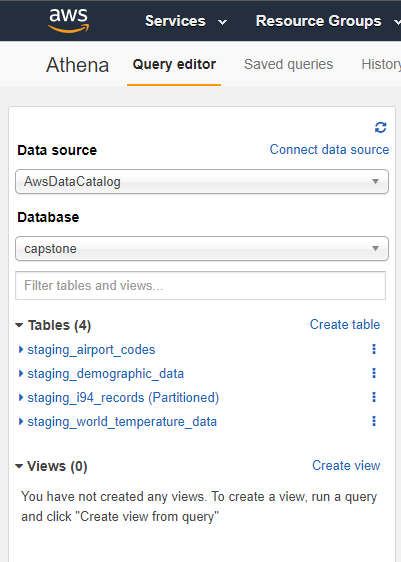 aws Services Resource Groups
Athena Query editor Saved queries History
Data source Connect data source
AwsDataCatalog
Database
capstone
Filter tables and views...
Tables (4) Create table
staging_airport_codes
staging_demographic_data
staging_i94_records (Partitioned)
staging_world_temperature_data
Views (0) Create view
You have not created any views. To create a view, run a query
and click "Create view from query"